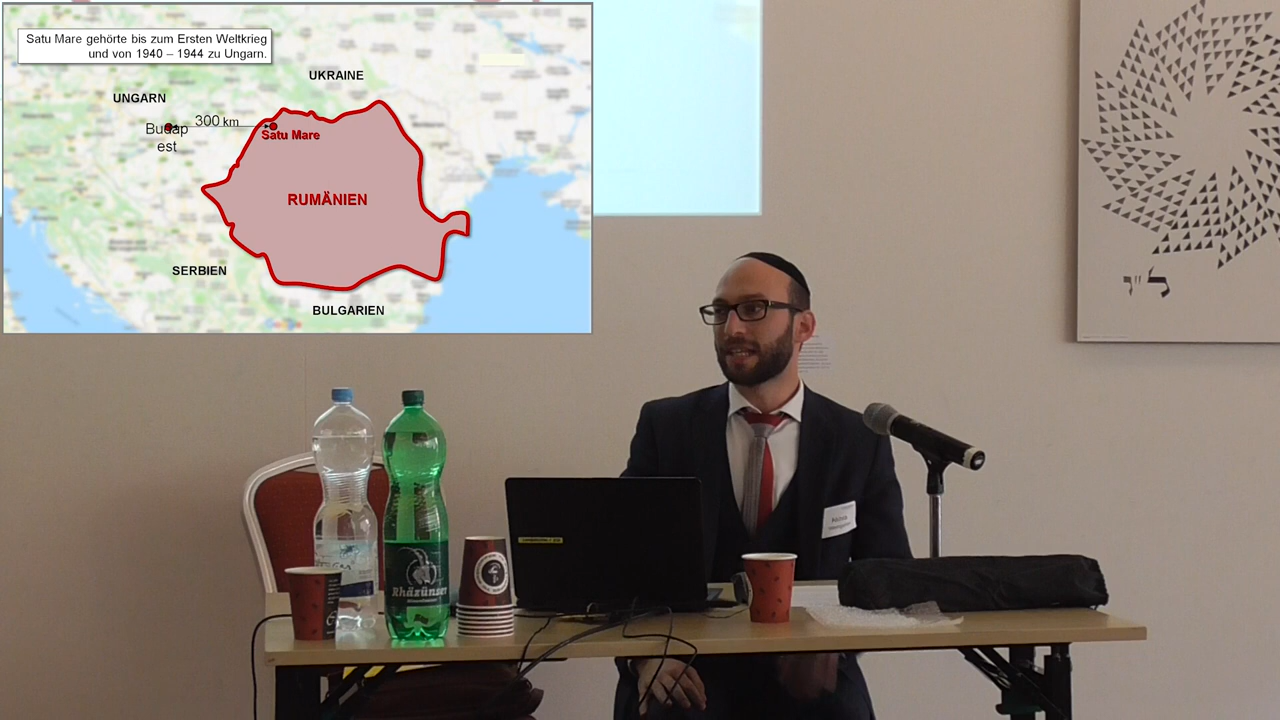 Satu Mare gehörte bis zum Ersten Weltkrieg
und von 1940 – 1944 zu Ungarn.
UKRAINE
UNGARN
300 km
Budap
est
Satu Mare
RUMÄNIEN
SERBIEN
BULGARIEN
Rhäzünser